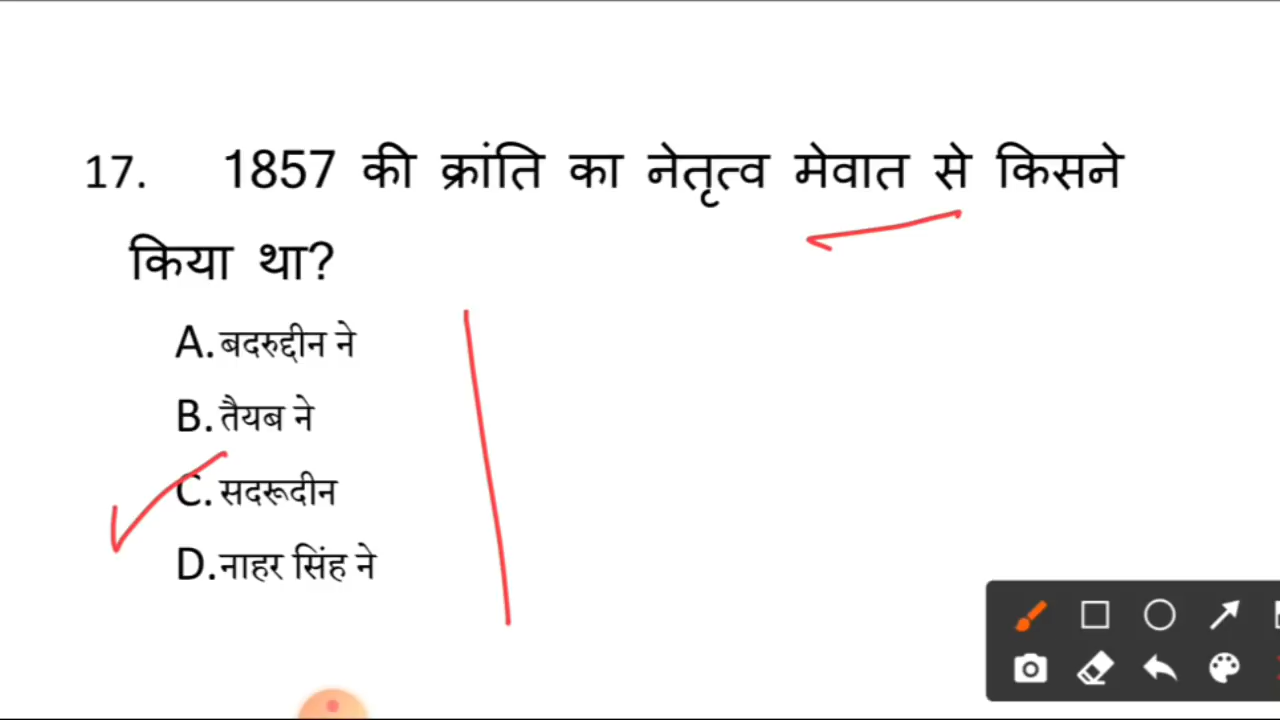 17. 1857 की क्रांति का नेतृत्व मेवात से किसने
किया था?
A. बदरुद्दीन ने
B. तैयब ने
C. सदरूदीन
D. नाहर सिंह ने